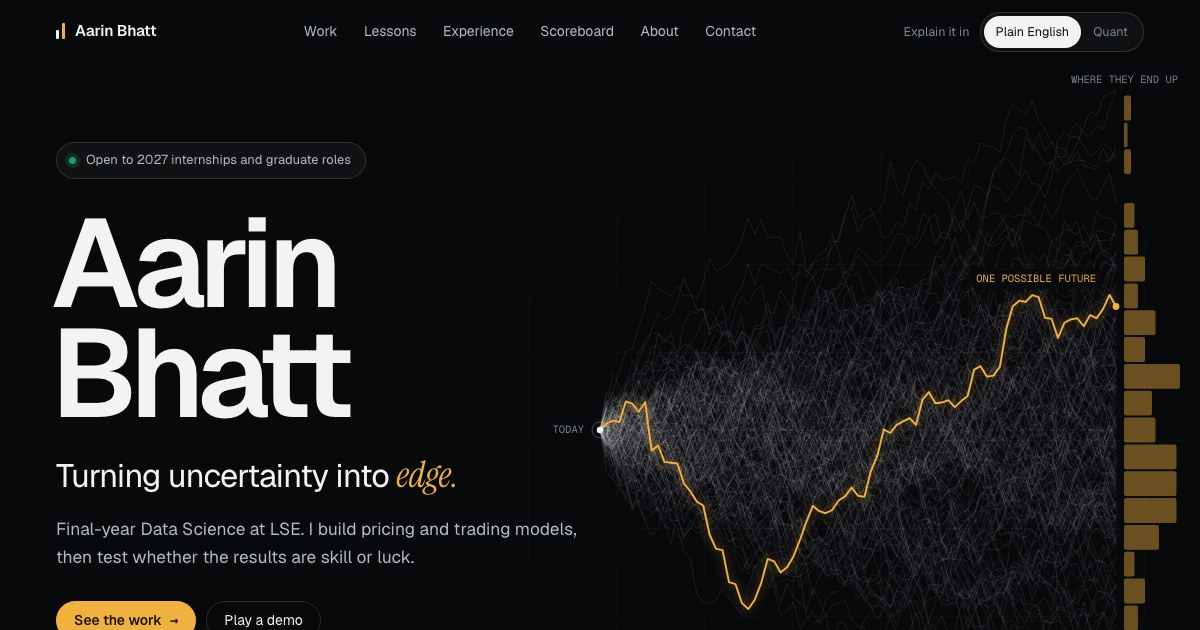 Aarin Bhatt
Work Lessons Experience Scoreboard About Contact
Explain it in Plain English Quant
WHERE THEY END UP
Open to 2027 internships and graduate roles
Aarin
Bhatt
ONE POSSIBLE FUTURE
TODAY
Turning uncertainty into edge.
Final-year Data Science at LSE. I build pricing and trading models,
then test whether the results are skill or luck.
See the work → Play a demo